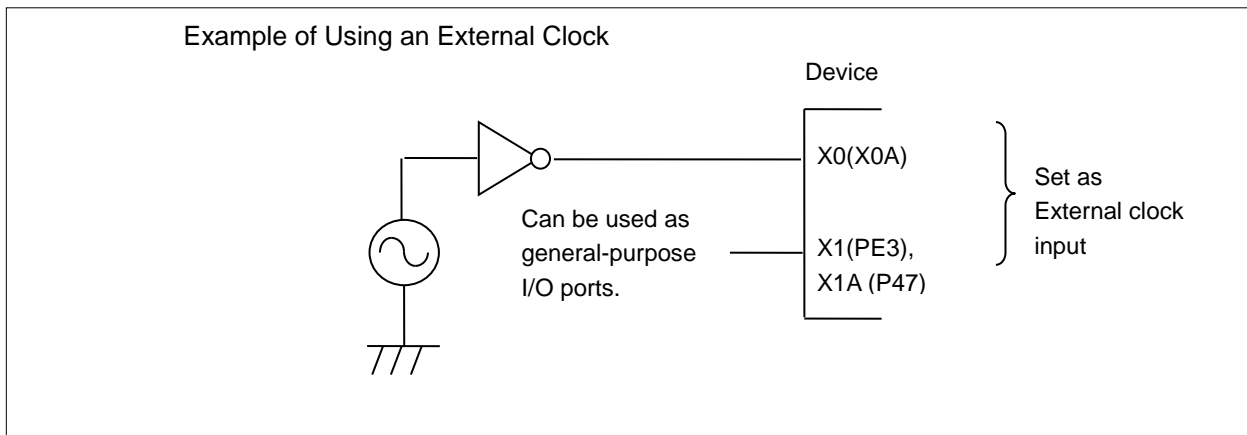 Example of Using an External Clock
Device
X0(X0A)
Can be used as
general-purpose
I/O ports.
X1(PE3),
X1A (P47)
Set as
External clock
input